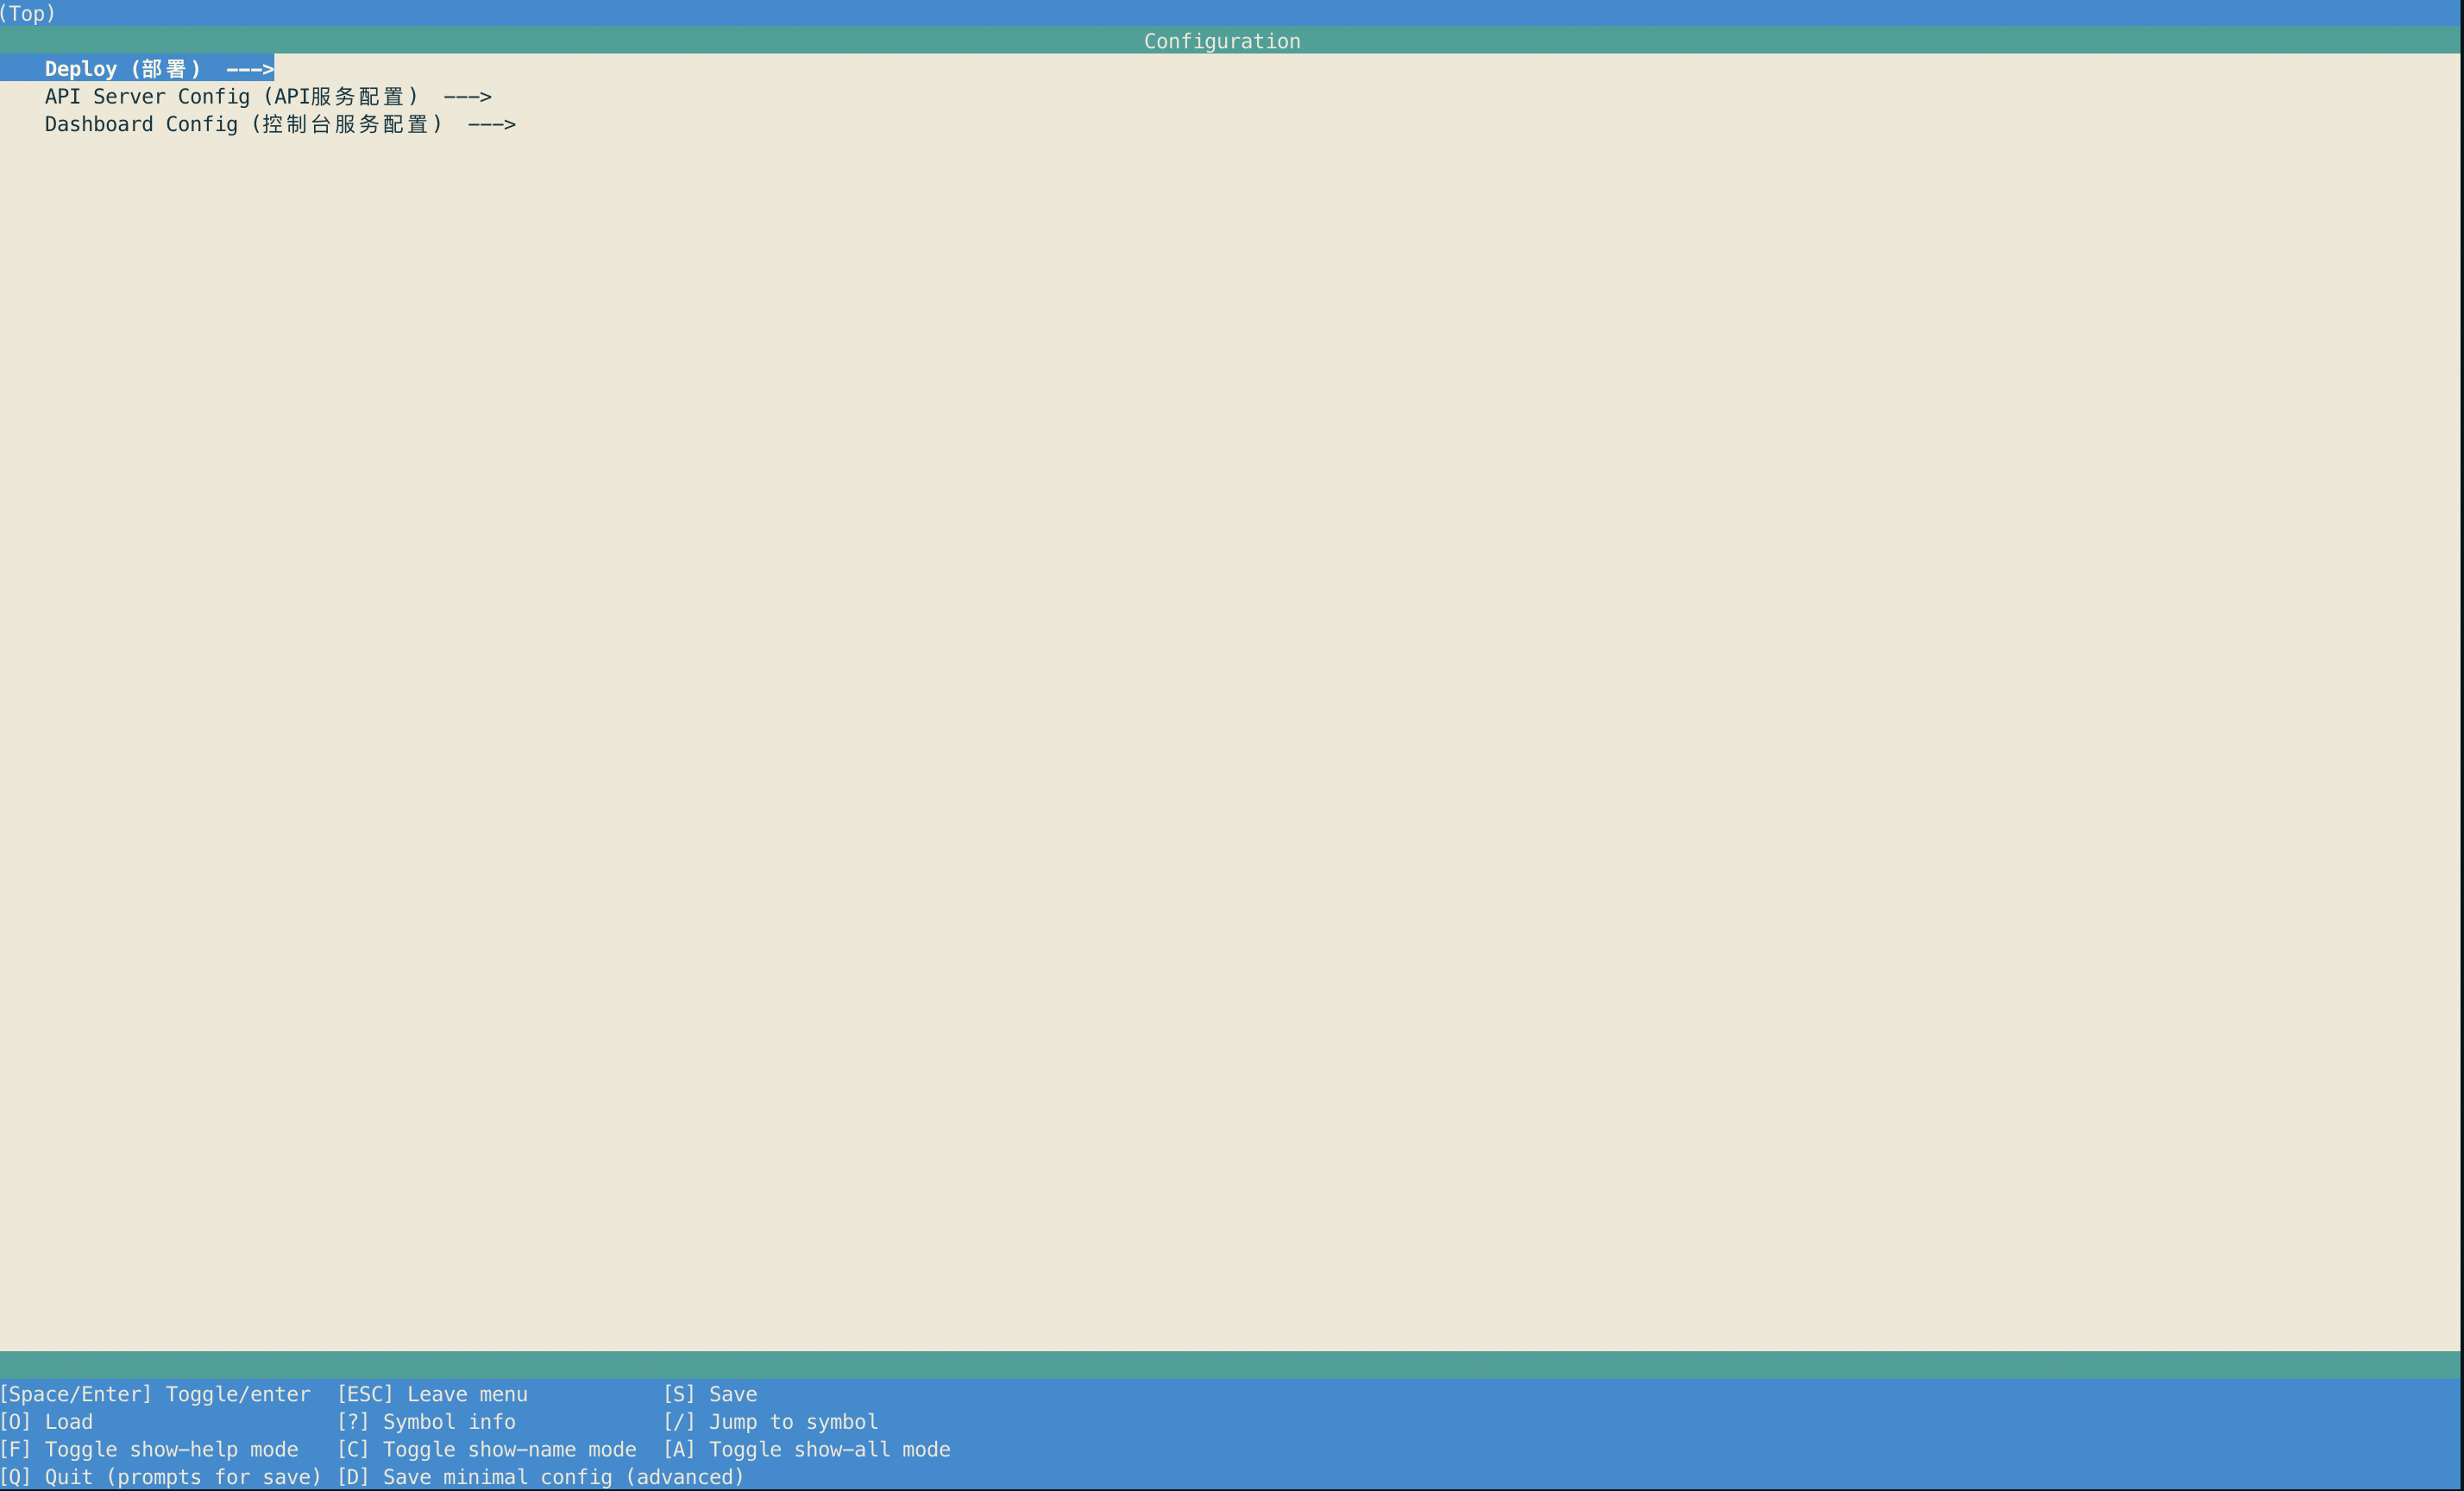 (Top)
Configuration
Deploy (部署)  --->
API Server Config (API服务配置)  --->
Dashboard Config (控制台服务配置)  --->
[Space/Enter] Toggle/enter  [ESC] Leave menu           [S] Save
[O] Load                    [?] Symbol info            [/] Jump to symbol
[F] Toggle show-help mode   [C] Toggle show-name mode  [A] Toggle show-all mode
[Q] Quit (prompts for save) [D] Save minimal config (advanced)